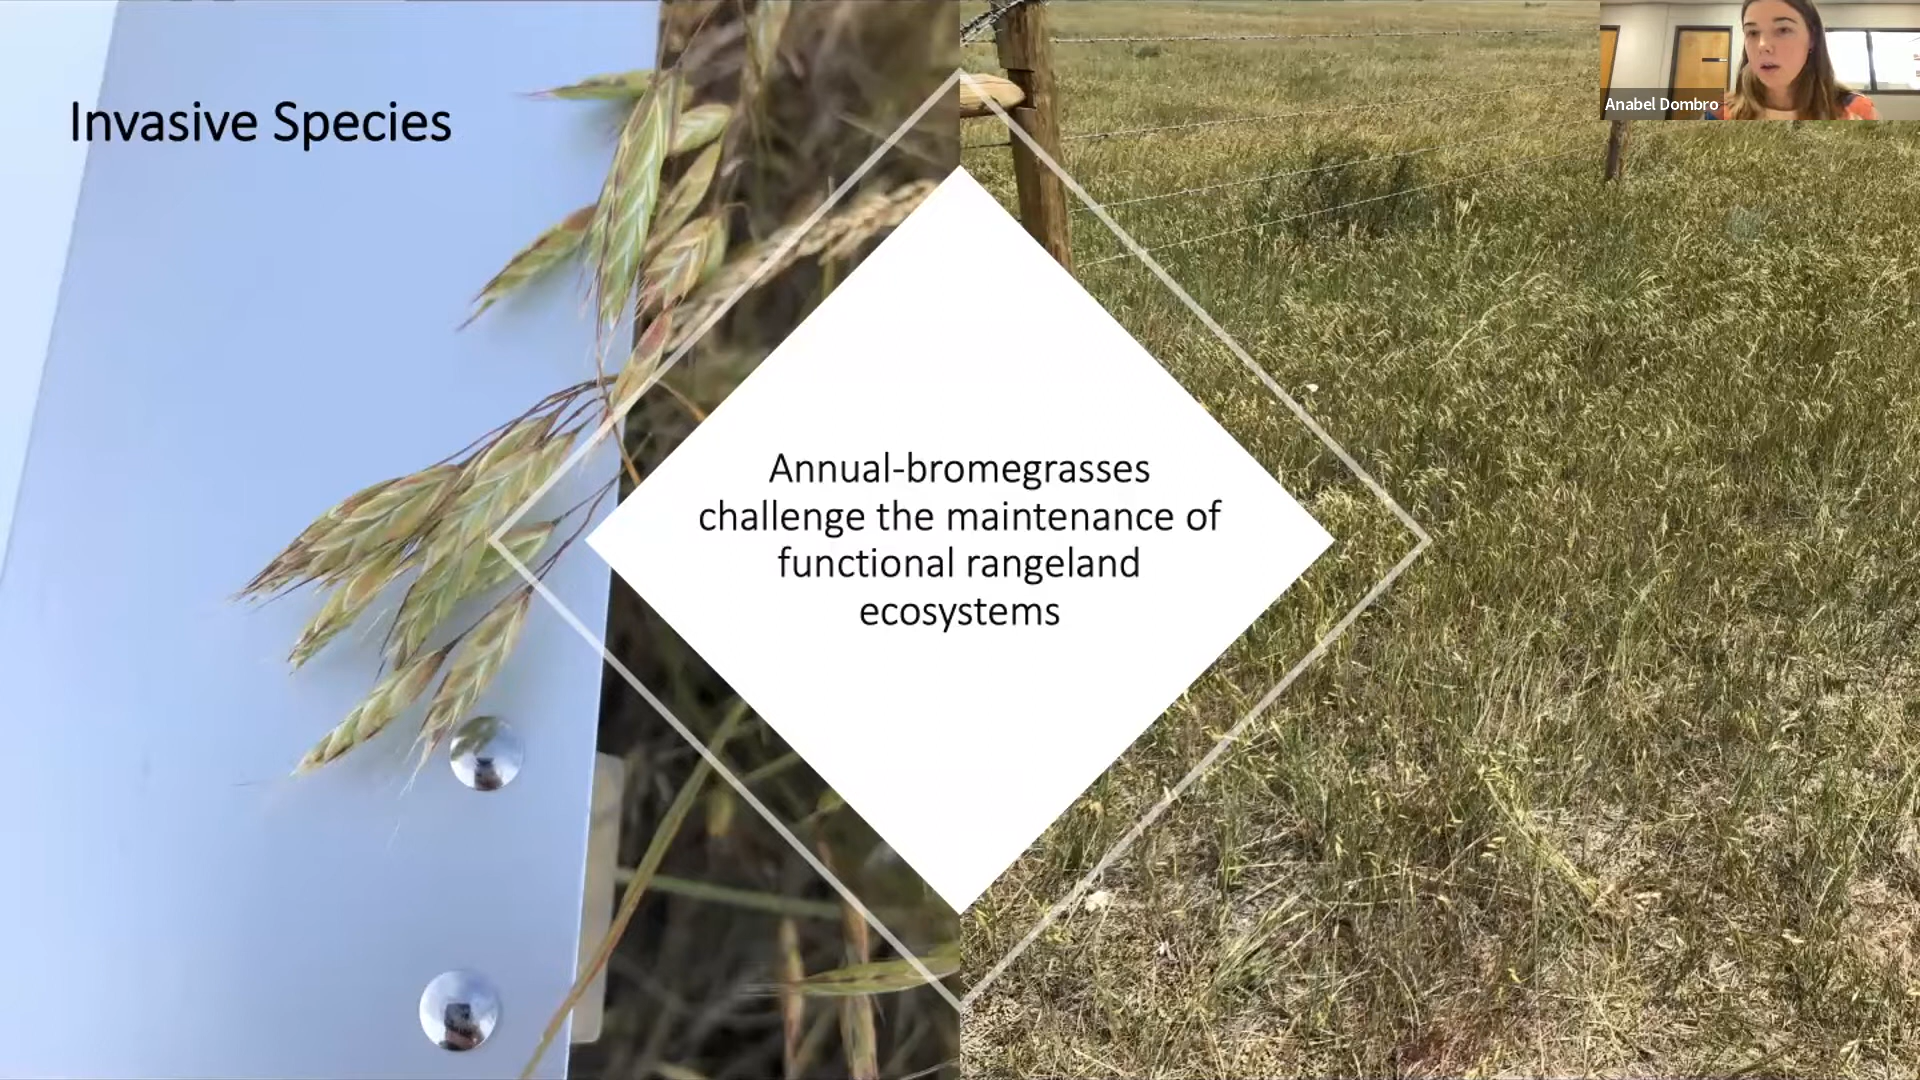 Invasive Species
Anabel Dombro
Annual-bromegrasses
challenge the maintenance of
functional rangeland
ecosystems